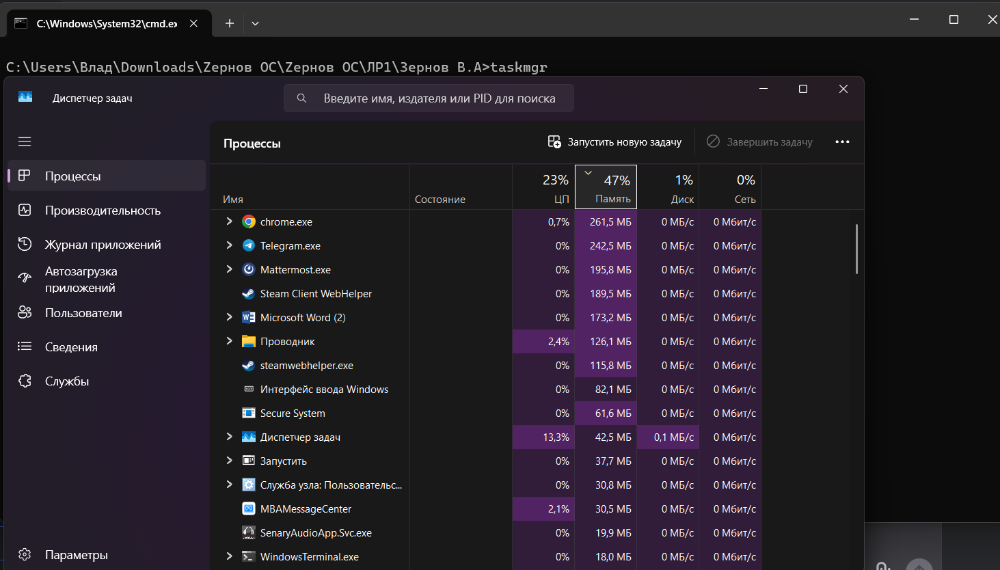 C:\Windows\System32\cmd.ex
C:\Users\Влад\Downloads\Zернов ОС\Zернов ОС\ЛР1\Зернов В.А>taskmgr
Диспетчер задач
Введите имя, издателя или PID для поиска
Процессы
Производительность
Журнал приложений
Автозагрузка
приложений
Пользователи
Сведения
Службы
Параметры
Процессы
Запустить новую задачу
Завершить задачу
23% 47% 1% 0%
Имя Состояние ЦП Память Диск Сеть
chrome.exe 0,7% 261,5 МБ 0 МБ/с 0 Мбит/с
Telegram.exe 0% 242,5 МБ 0 МБ/с 0 Мбит/с
Mattermost.exe 0% 195,8 МБ 0 МБ/с 0 Мбит/с
Steam Client WebHelper 0% 189,5 МБ 0 МБ/с 0 Мбит/с
Microsoft Word (2) 0% 173,2 МБ 0 МБ/с 0 Мбит/с
Проводник 2,4% 126,1 МБ 0 МБ/с 0 Мбит/с
steamwebhelper.exe 0% 115,8 МБ 0 МБ/с 0 Мбит/с
Интерфейс ввода Windows 0% 82,1 МБ 0 МБ/с 0 Мбит/с
Secure System 0% 61,6 МБ 0 МБ/с 0 Мбит/с
Диспетчер задач 13,3% 42,5 МБ 0,1 МБ/с 0 Мбит/с
Запустить 0% 37,7 МБ 0 МБ/с 0 Мбит/с
Служба узла: Пользовательс... 0% 30,8 МБ 0 МБ/с 0 Мбит/с
MBAMessageCenter 2,1% 30,5 МБ 0 МБ/с 0 Мбит/с
SenaryAudioApp.Svc.exe 0% 19,9 МБ 0 МБ/с 0 Мбит/с
WindowsTerminal.exe 0% 18,0 МБ 0 МБ/с 0 Мбит/с